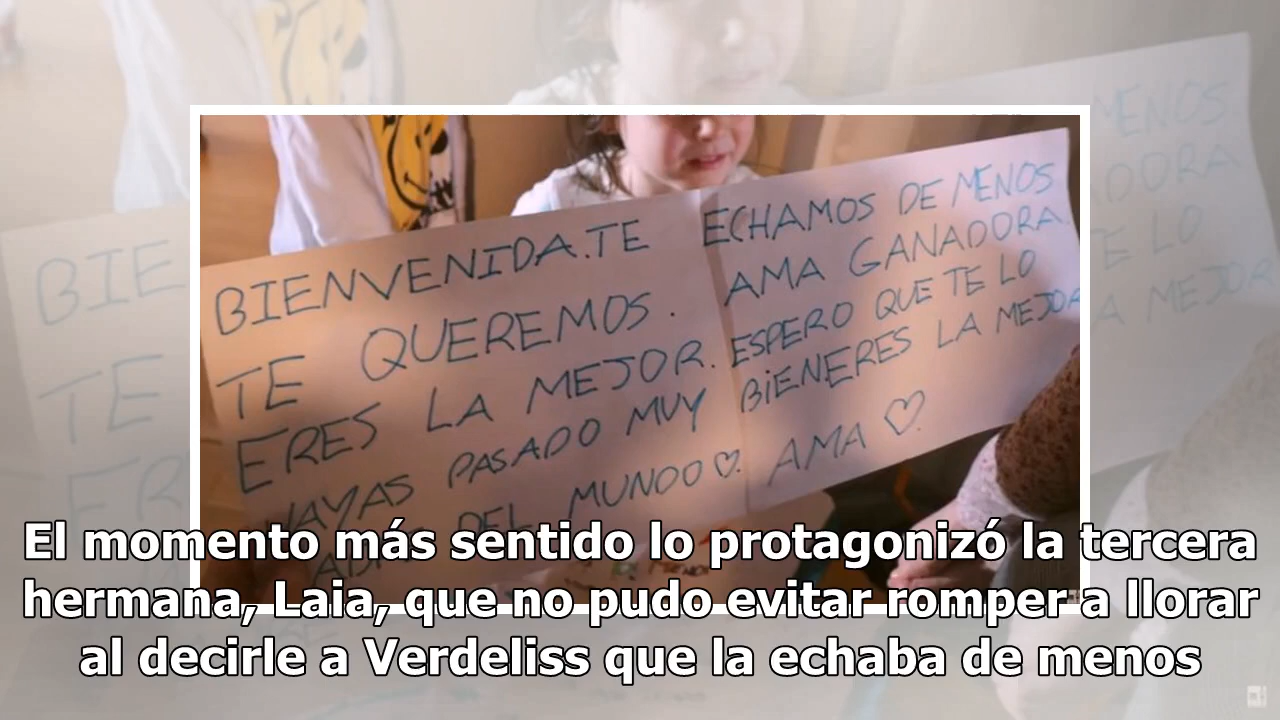 BIENVENIDA. TE ECHAMOS DE MENOS
TE QUEREMOS. AMA GANADORA.
ERES LA MEJOR. ESPERO QUE TE LO
HAYAS PASADO MUY BIEN ERES LA MEJOR
DEL MUNDO ♡. AMA ♡
El momento más sentido lo protagonizó la tercera
hermana, Laia, que no pudo evitar romper a llorar
al decirle a Verdeliss que la echaba de menos